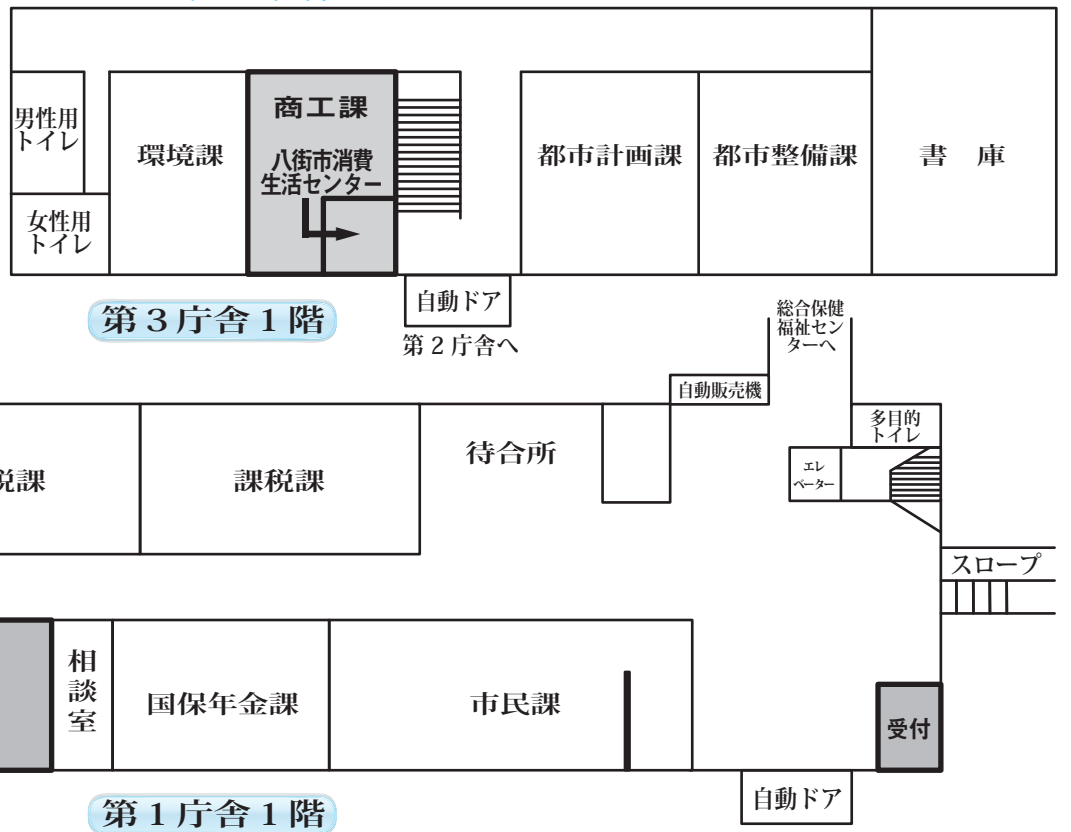 男性用
トイレ
女性用
トイレ
環境課
商工課
八街市消費
生活センター
都市計画課
都市整備課
書 庫
第3庁舎1階
自動ドア
第2庁舎へ
総合保健
福祉セン
ターへ
自動販売機
多目的
トイレ
税課
課税課
待合所
エレ
ベーター
スロープ
相
談
室
国保年金課
市民課
受付
自動ドア
第1庁舎1階